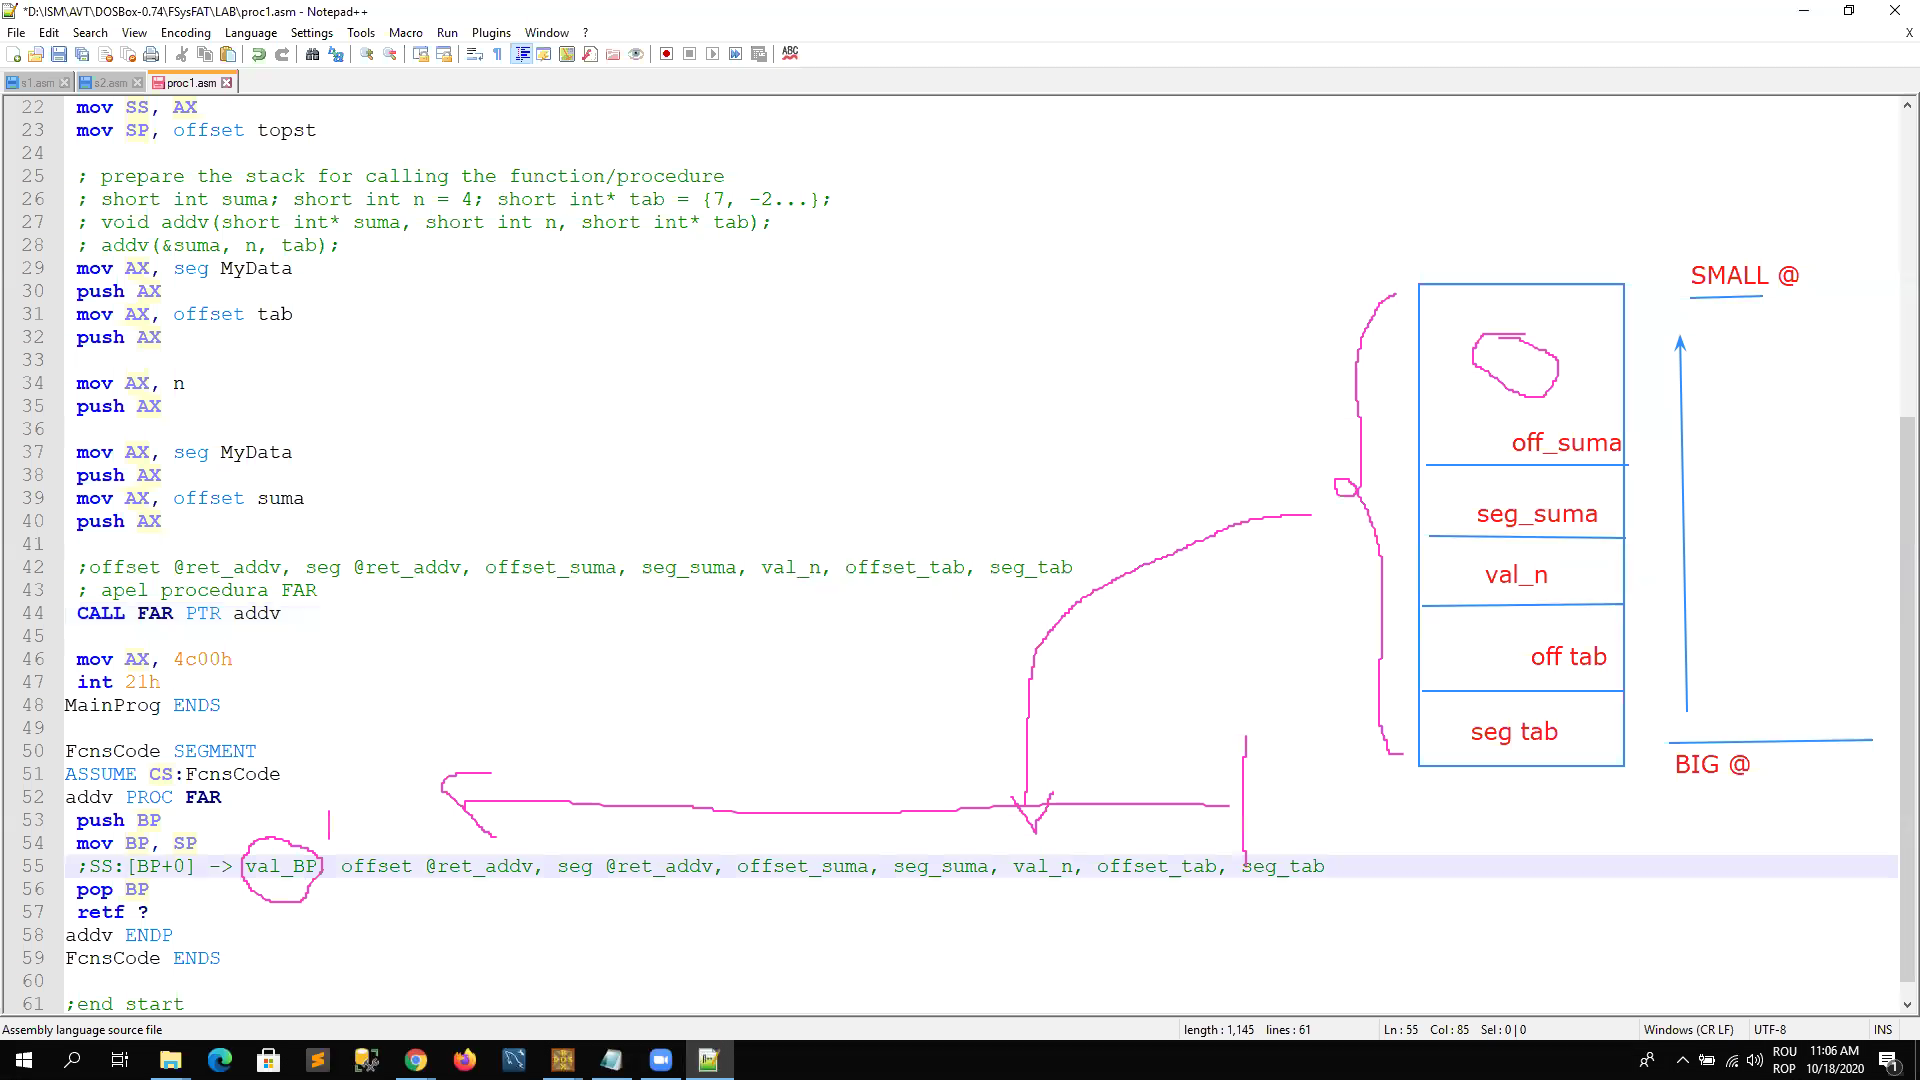 *D:\ISM\AVT\DOSBox-0.74\FSysFAT\LAB\proc1.asm - Notepad++
File Edit Search View Encoding Language Settings Tools Macro Run Plugins Window ? X
ABC
s1.asm s2.asm proc1.asm
22 mov SS, AX
23 mov SP, offset topst
24
25 ; prepare the stack for calling the function/procedure
26 ; short int suma; short int n = 4; short int* tab = {7, -2...};
27 ; void addv(short int* suma, short int n, short int* tab);
28 ; addv(&suma, n, tab);
29 mov AX, seg MyData
30 push AX
31 mov AX, offset tab
32 push AX
33
34 mov AX, n
35 push AX
36
37 mov AX, seg MyData
38 push AX
39 mov AX, offset suma
40 push AX
41
42 ;offset @ret_addv, seg @ret_addv, offset_suma, seg_suma, val_n, offset_tab, seg_tab
43 ; apel procedura FAR
44 CALL FAR PTR addv
45
46 mov AX, 4c00h
47 int 21h
48 MainProg ENDS
49
50 FcnsCode SEGMENT
51 ASSUME CS:FcnsCode
52 addv PROC FAR
53 push BP
54 mov BP, SP
55 ;SS:[BP+0] -> val_BP, offset @ret_addv, seg @ret_addv, offset_suma, seg_suma, val_n, offset_tab, seg_tab
56 pop BP
57 retf ?
58 addv ENDP
59 FcnsCode ENDS
60
61 ;end start
SMALL @
off_suma
seg_suma
val_n
off tab
seg tab
BIG @
Assembly language source file length : 1,145 lines : 61 Ln : 55 Col : 85 Sel : 0 | 0 Windows (CR LF) UTF-8 INS
ROU 11:06 AM
ROP 10/18/2020
1